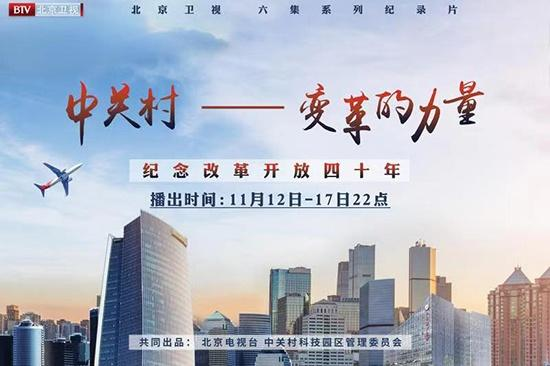 BTV 北京卫视
北京卫视 六集系列纪录片
中关村——变革的力量
纪念改革开放四十年
播出时间:11月12日-17日22点
共同出品: 北京电视台 中关村科技园区管理委员会